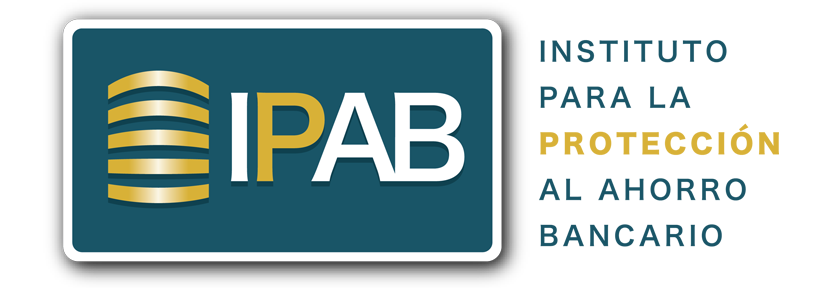 IPAB
INSTITUTO
PARA LA
PROTECCIÓN
AL AHORRO
BANCARIO